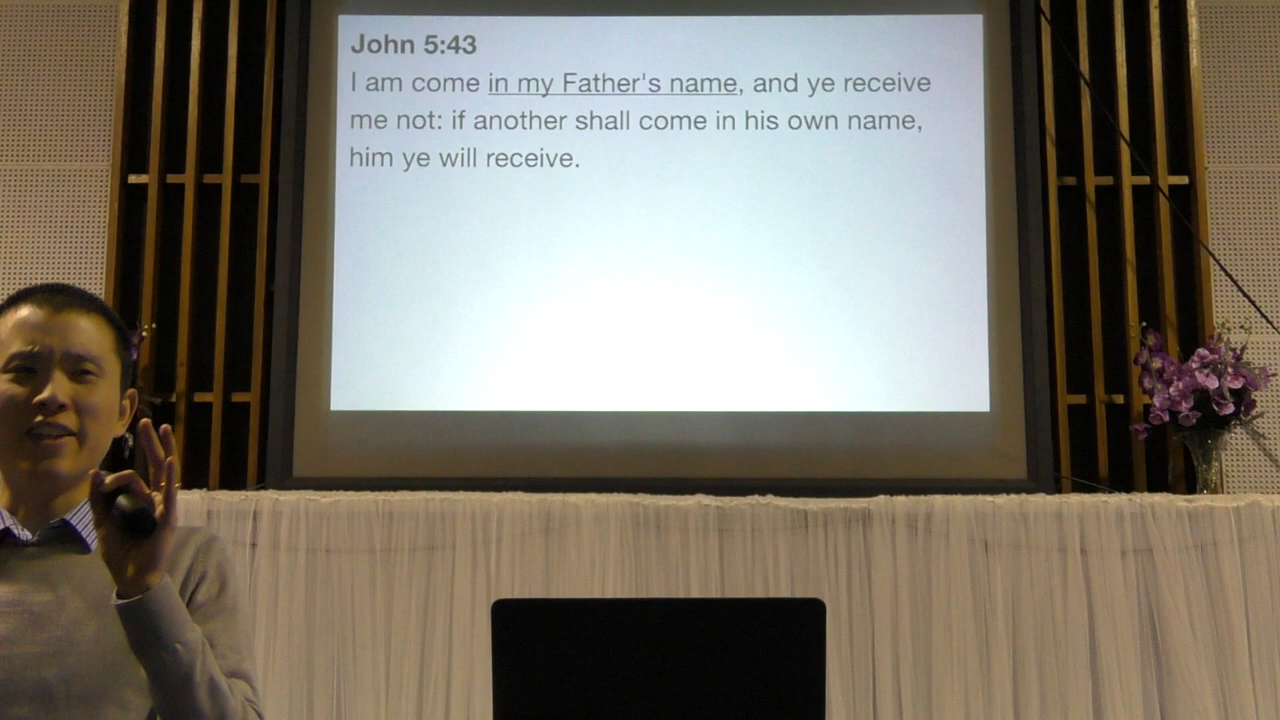 John 5:43
I am come in my Father's name, and ye receive
me not: if another shall come in his own name,
him ye will receive.